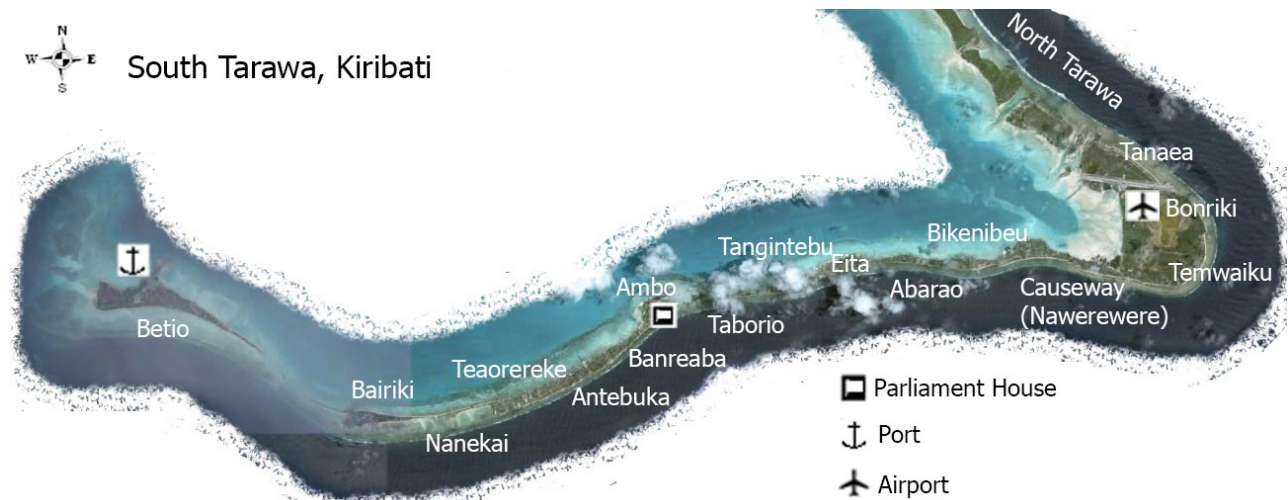 N
W E
S
South Tarawa, Kiribati
North Tarawa
Tanaea
Bonriki
Temwaiku
Bikenibeu
Causeway
(Nawerewere)
Abarao
Eita
Tangintebu
Taborio
Ambo
Banreaba
Antebuka
Teaorereke
Nanekai
Bairiki
Betio
Parliament House
Port
Airport